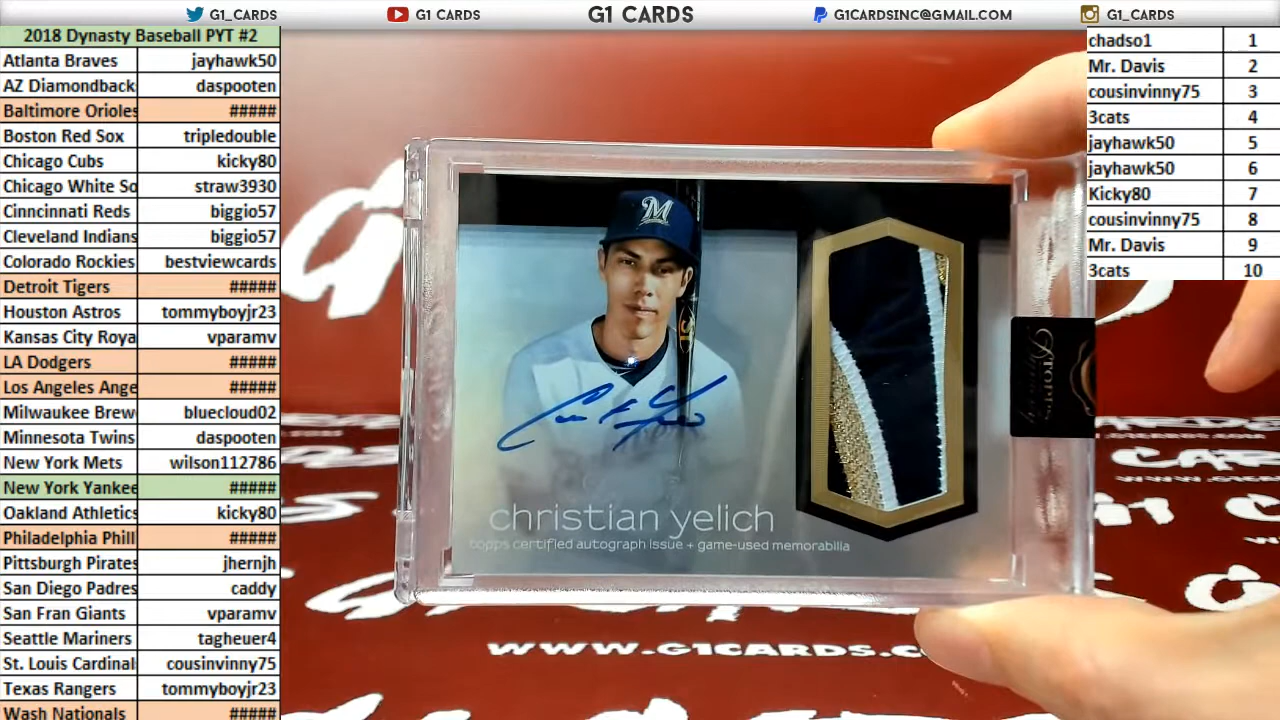 G1_CARDS
G1 CARDS
G1 CARDS
G1CARDSINC@GMAIL.COM
G1_CARDS
2018 Dynasty Baseball PYT #2
Atlanta Braves jayhawk50
AZ Diamondback daspooten
Baltimore Orioles #####
Boston Red Sox tripledouble
Chicago Cubs kicky80
Chicago White So straw3930
Cinncinnati Reds biggio57
Cleveland Indians biggio57
Colorado Rockies bestviewcards
Detroit Tigers #####
Houston Astros tommyboyjr23
Kansas City Roya vparamv
LA Dodgers #####
Los Angeles Ange #####
Milwaukee Brew bluecloud02
Minnesota Twins daspooten
New York Mets wilson112786
New York Yankee #####
Oakland Athletics kicky80
Philadelphia Phill #####
Pittsburgh Pirates jhernjh
San Diego Padres caddy
San Fran Giants vparamv
Seattle Mariners tagheuer4
St. Louis Cardinal cousinvinny75
Texas Rangers tommyboyjr23
Wash Nationals #####
chadso1 1
Mr. Davis 2
cousinvinny75 3
3cats 4
jayhawk50 5
jayhawk50 6
Kicky80 7
cousinvinny75 8
Mr. Davis 9
3cats 10
M
christian yelich
topps certified autograph issue + game-used memorabilia
TOPPS
Dynasty
WWW.G1CARDS.C